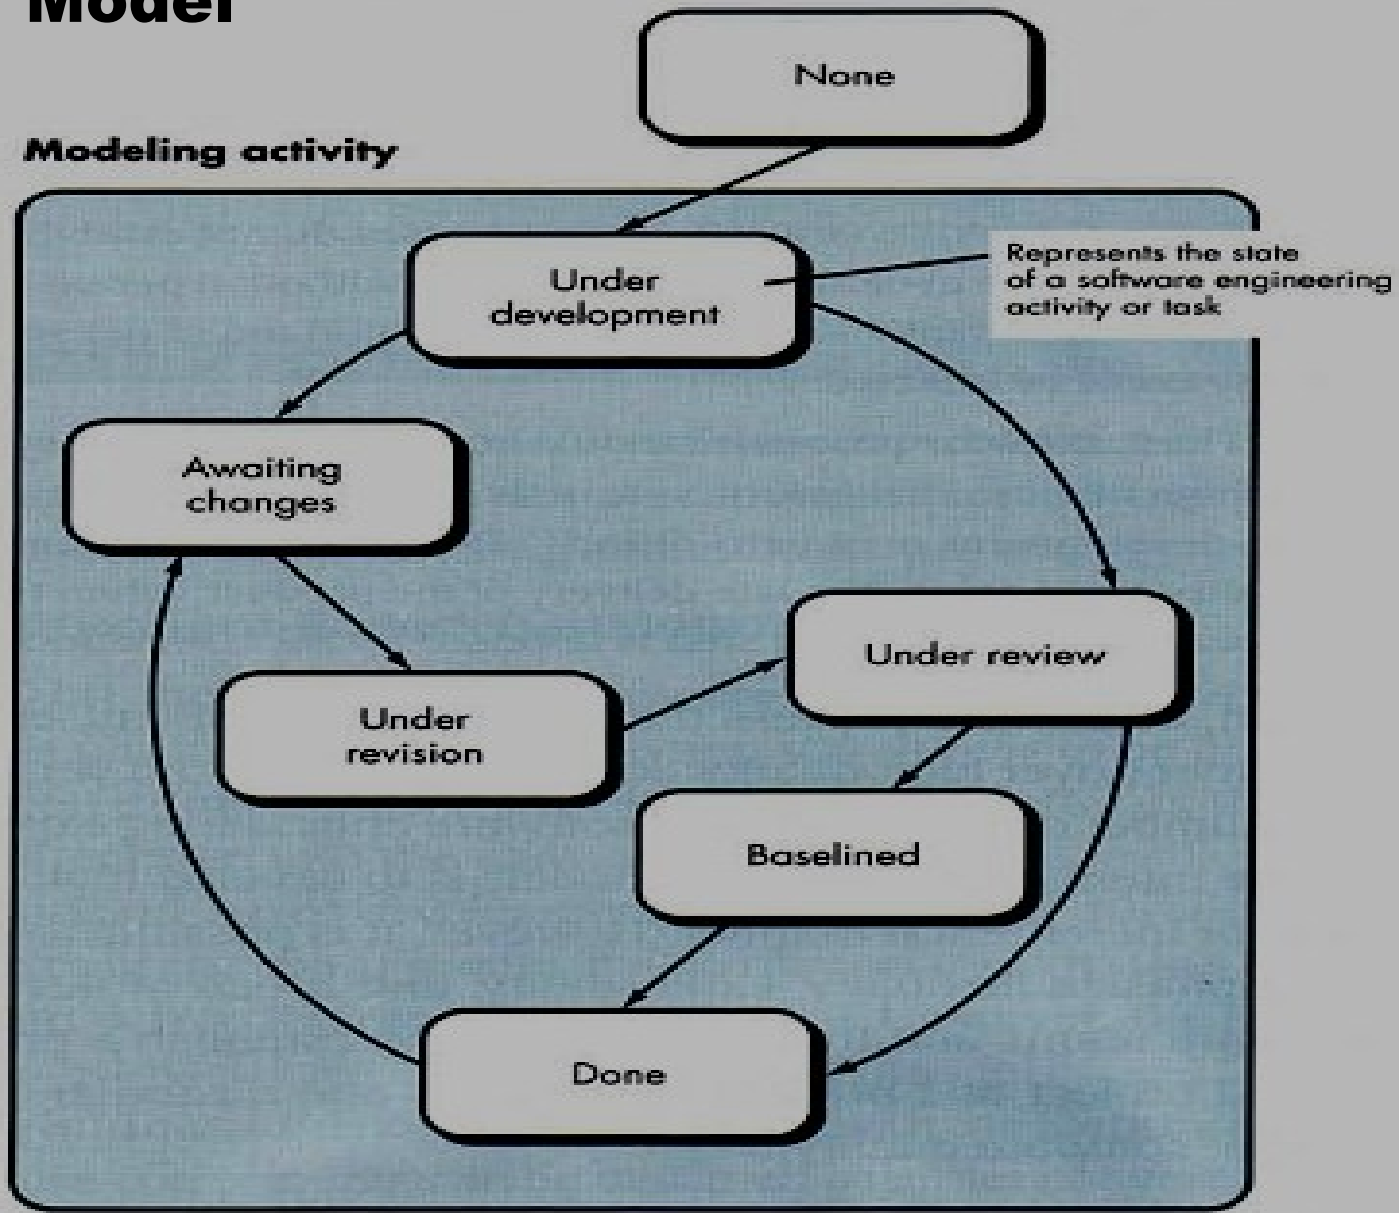 Model
None
Modeling activity
Represents the state
of a software engineering
activity or task
Under
development
Awaiting
changes
Under review
Under
revision
Baselined
Done